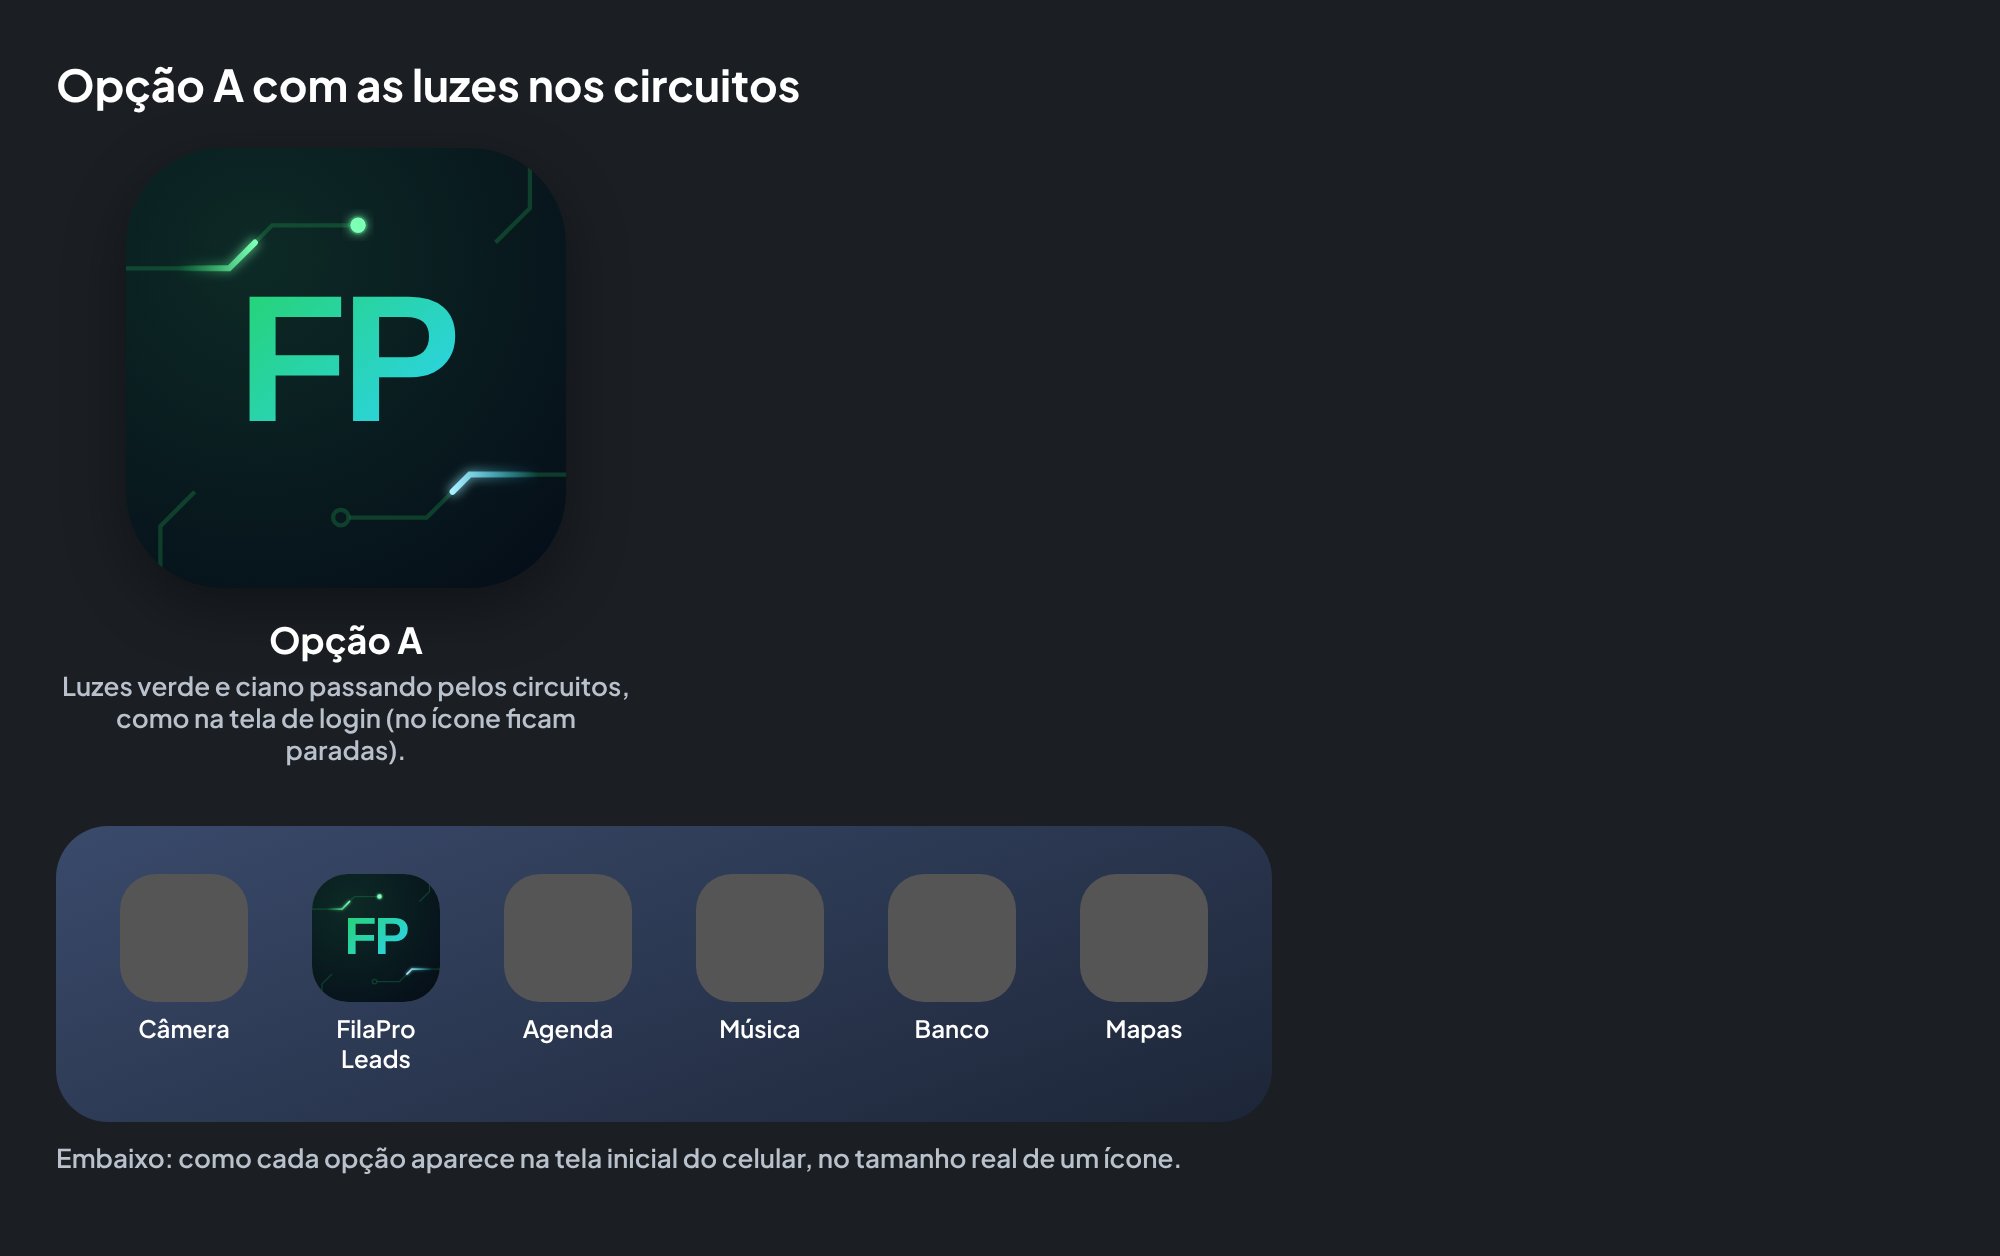 Opção A com as luzes nos circuitos
FP
Opção A
Luzes verde e ciano passando pelos circuitos,
como na tela de login (no ícone ficam
paradas).
FP
Câmera
FilaPro
Leads
Agenda
Música
Banco
Mapas
Embaixo: como cada opção aparece na tela inicial do celular, no tamanho real de um ícone.